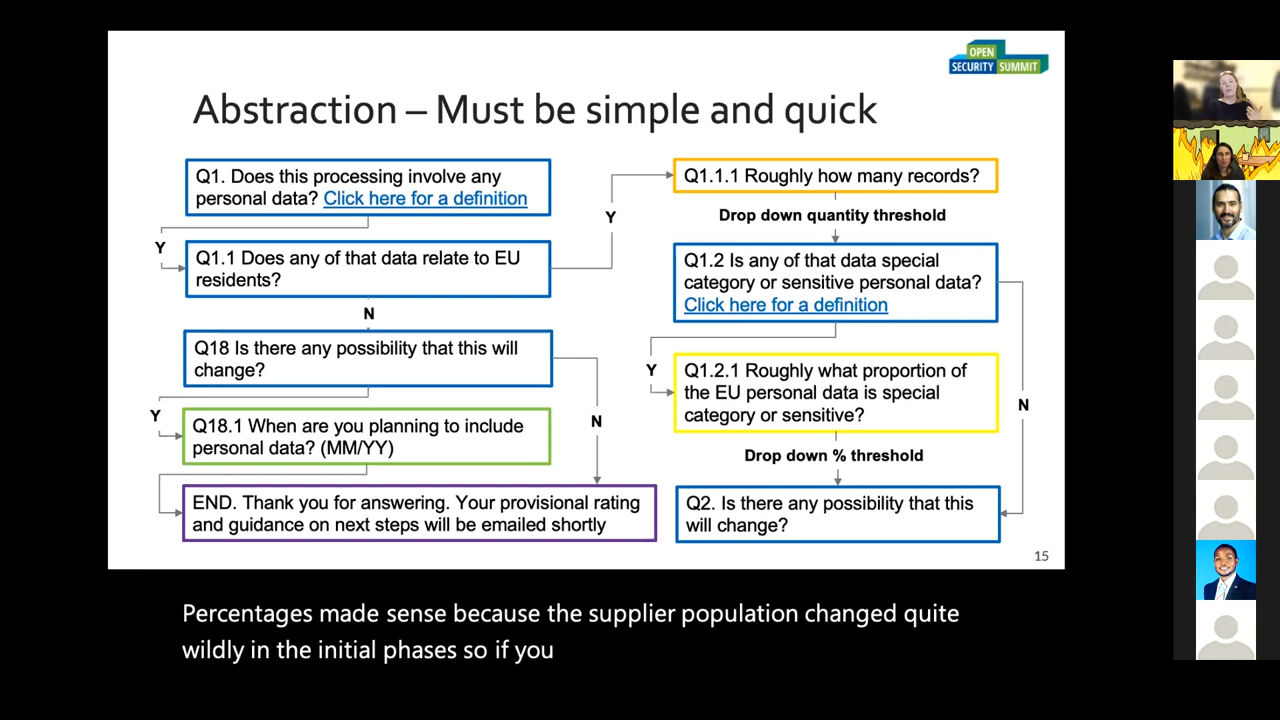 OPEN
SECURITY SUMMIT
Abstraction – Must be simple and quick
Q1. Does this processing involve any
personal data? Click here for a definition
Y
Q1.1 Does any of that data relate to EU
residents?
N
Q18 Is there any possibility that this will
change?
Y
Q18.1 When are you planning to include
personal data? (MM/YY)
N
END. Thank you for answering. Your provisional rating
and guidance on next steps will be emailed shortly
Y
Q1.1.1 Roughly how many records?
Drop down quantity threshold
Q1.2 Is any of that data special
category or sensitive personal data?
Click here for a definition
Y
Q1.2.1 Roughly what proportion of
the EU personal data is special
category or sensitive?
N
Drop down % threshold
Q2. Is there any possibility that this
will change?
15
Percentages made sense because the supplier population changed quite
wildly in the initial phases so if you